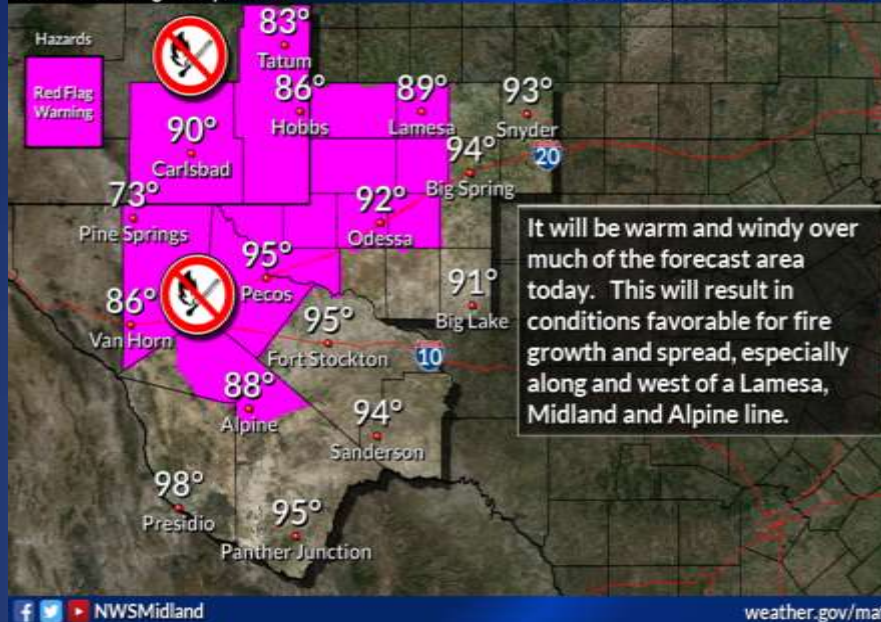 Hazards
Red Flag
Warning
83°
Tatum
86°
Hobbs
89°
Lamesa
93°
Snyder
90°
Carlsbad
94°
Big Spring
20
73°
Pine Springs
92°
Odessa
95°
Pecos
91°
Big Lake
86°
Van Horn
95°
Fort Stockton
10
88°
Alpine
94°
Sanderson
98°
Presidio
95°
Panther Junction
It will be warm and windy over
much of the forecast area
today. This will result in
conditions favorable for fire
growth and spread, especially
along and west of a Lamesa,
Midland and Alpine line.
NWSMidland
weather.gov/maf